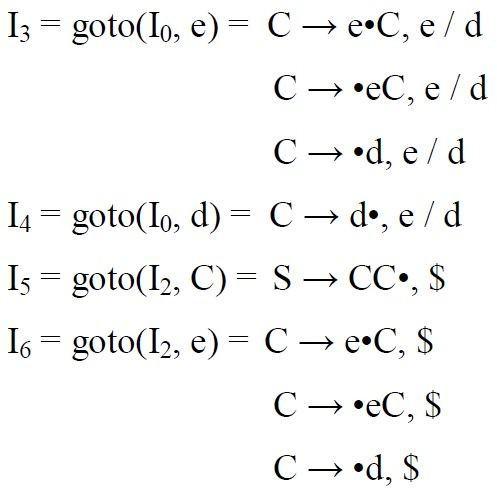 I₃ = goto(I₀, e) = C → e•C, e / d
C → •eC, e / d
C → •d, e / d
I₄ = goto(I₀, d) = C → d•, e / d
I₅ = goto(I₂, C) = S → CC•, $
I₆ = goto(I₂, e) = C → e•C, $
C → •eC, $
C → •d, $